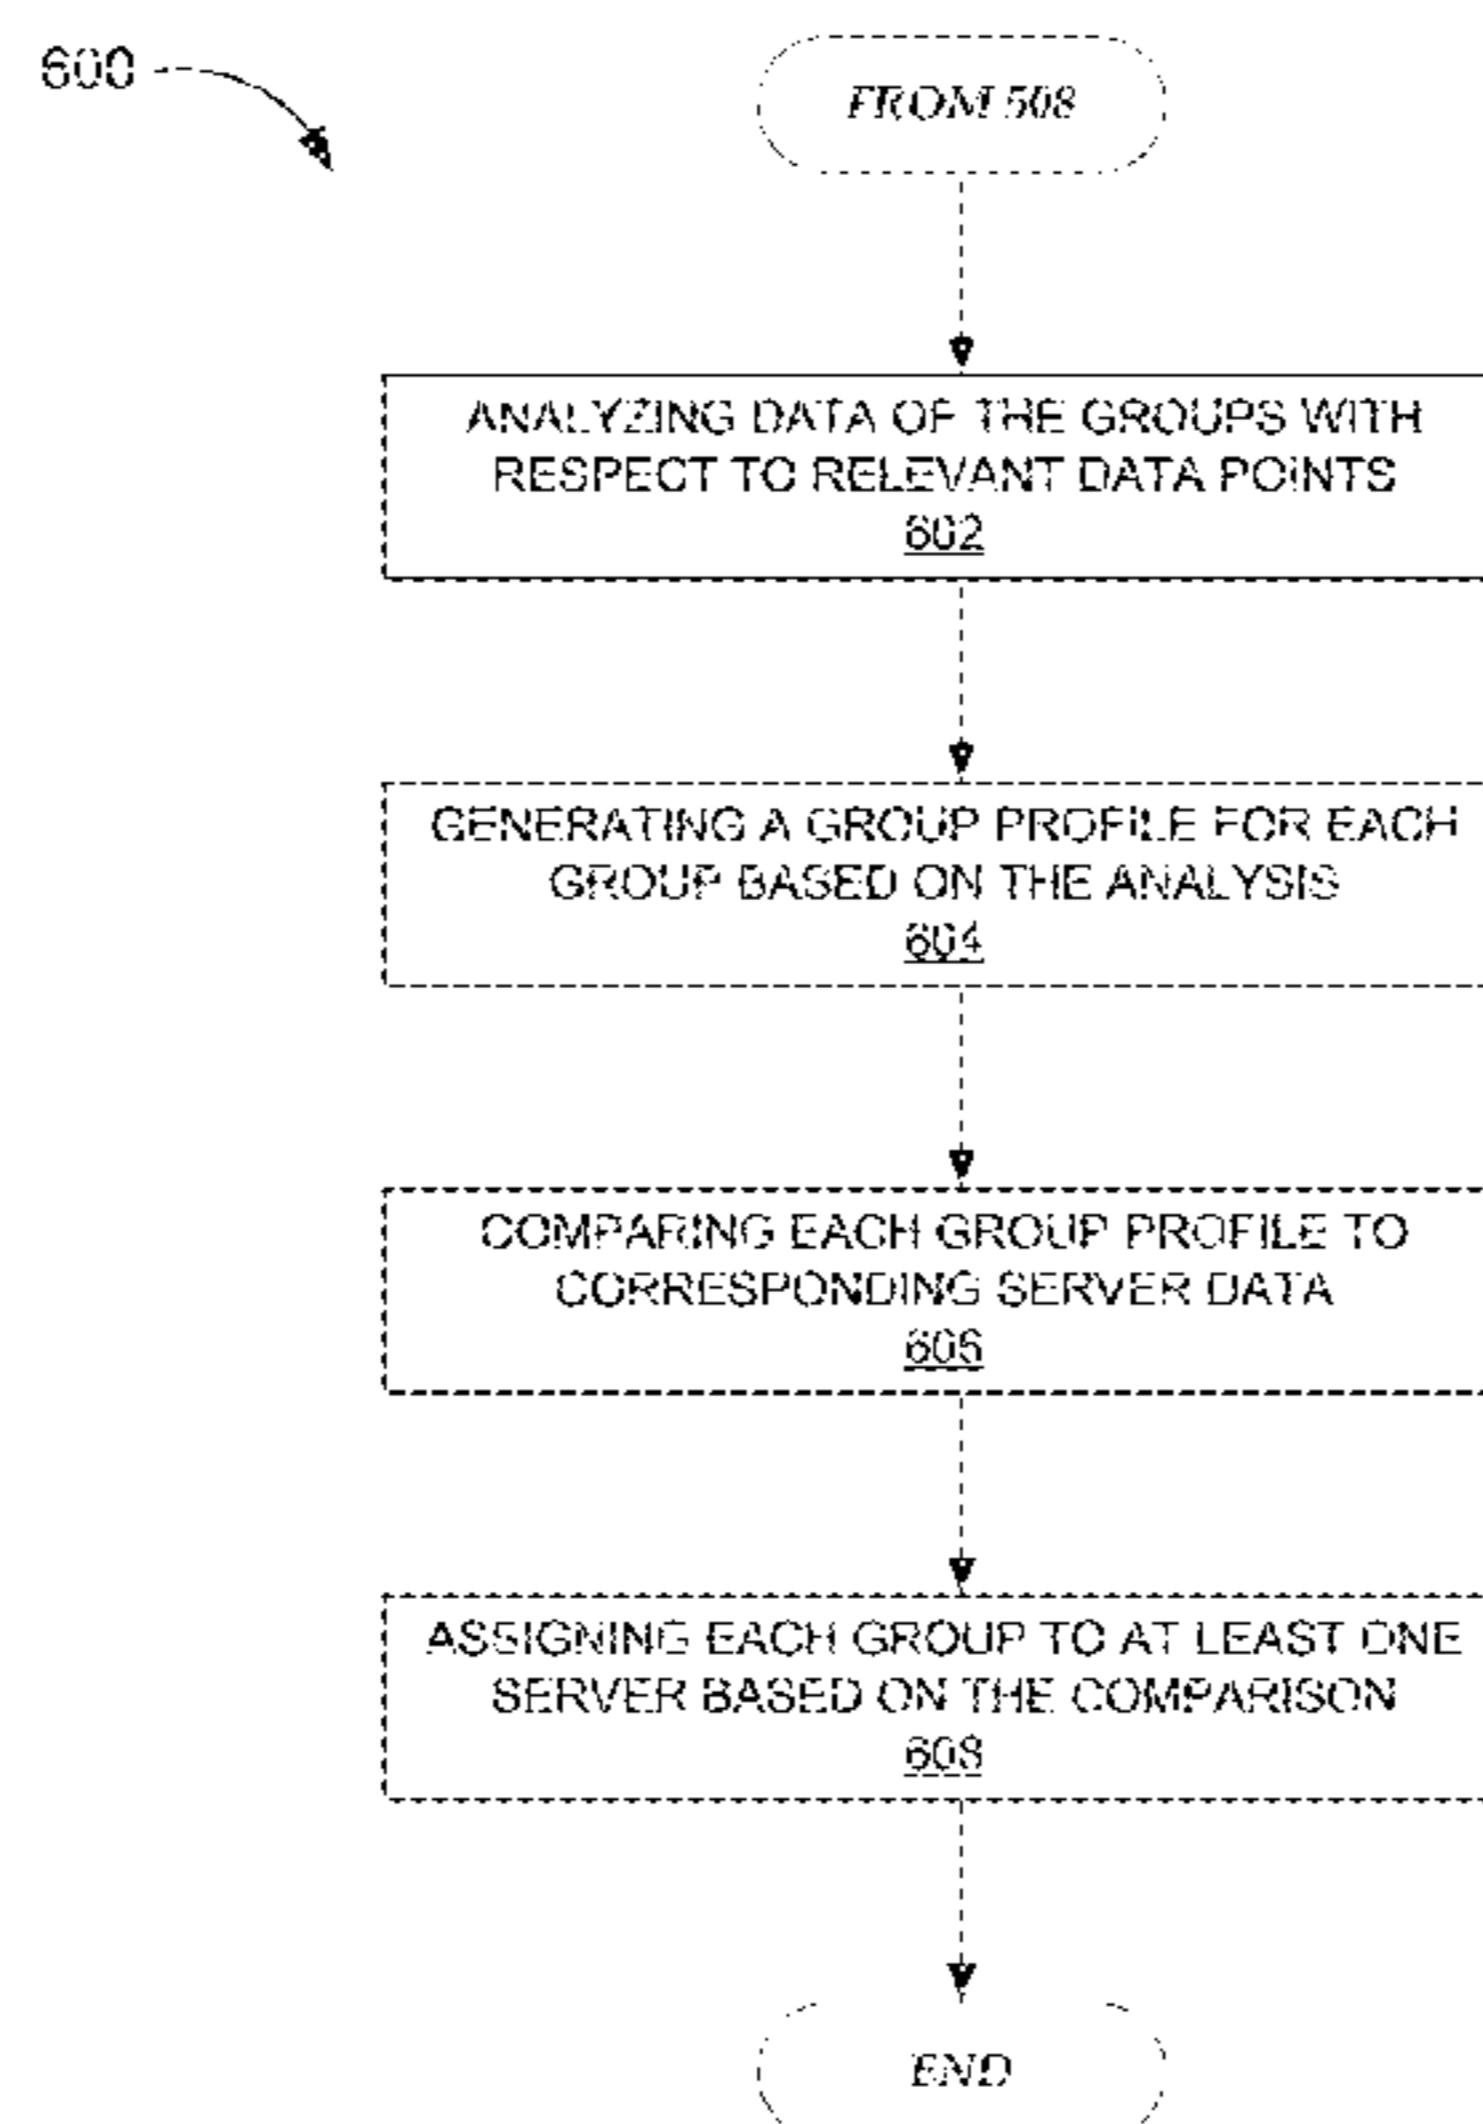 600
FROM 508
ANALYZING DATA OF THE GROUPS WITH
RESPECT TO RELEVANT DATA POINTS
602
GENERATING A GROUP PROFILE FOR EACH
GROUP BASED ON THE ANALYSIS
604
COMPARING EACH GROUP PROFILE TO
CORRESPONDING SERVER DATA
606
ASSIGNING EACH GROUP TO AT LEAST ONE
SERVER BASED ON THE COMPARISON
608
END